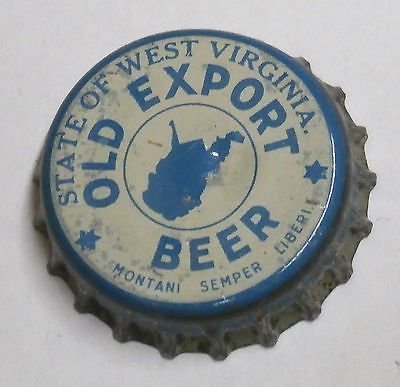 STATE OF WEST VIRGINIA.
OLD EXPORT
BEER
MONTANI SEMPER LIBERI